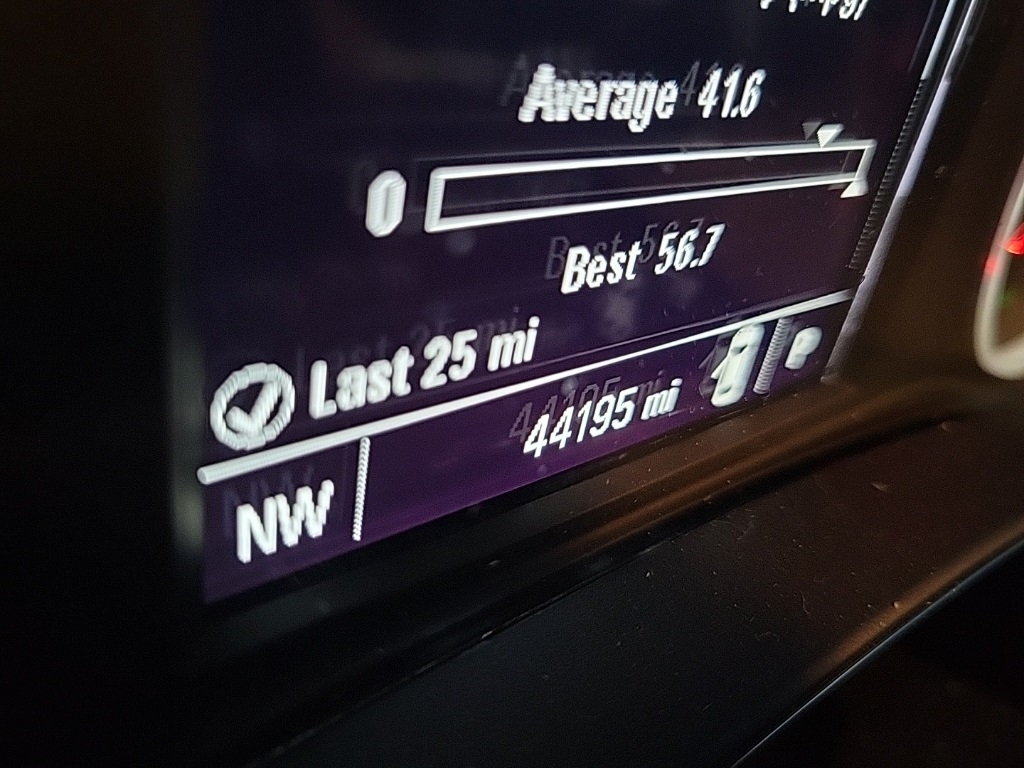 Average 41.6
0
Best 56.7
Last 25 mi
NW 44195 mi P